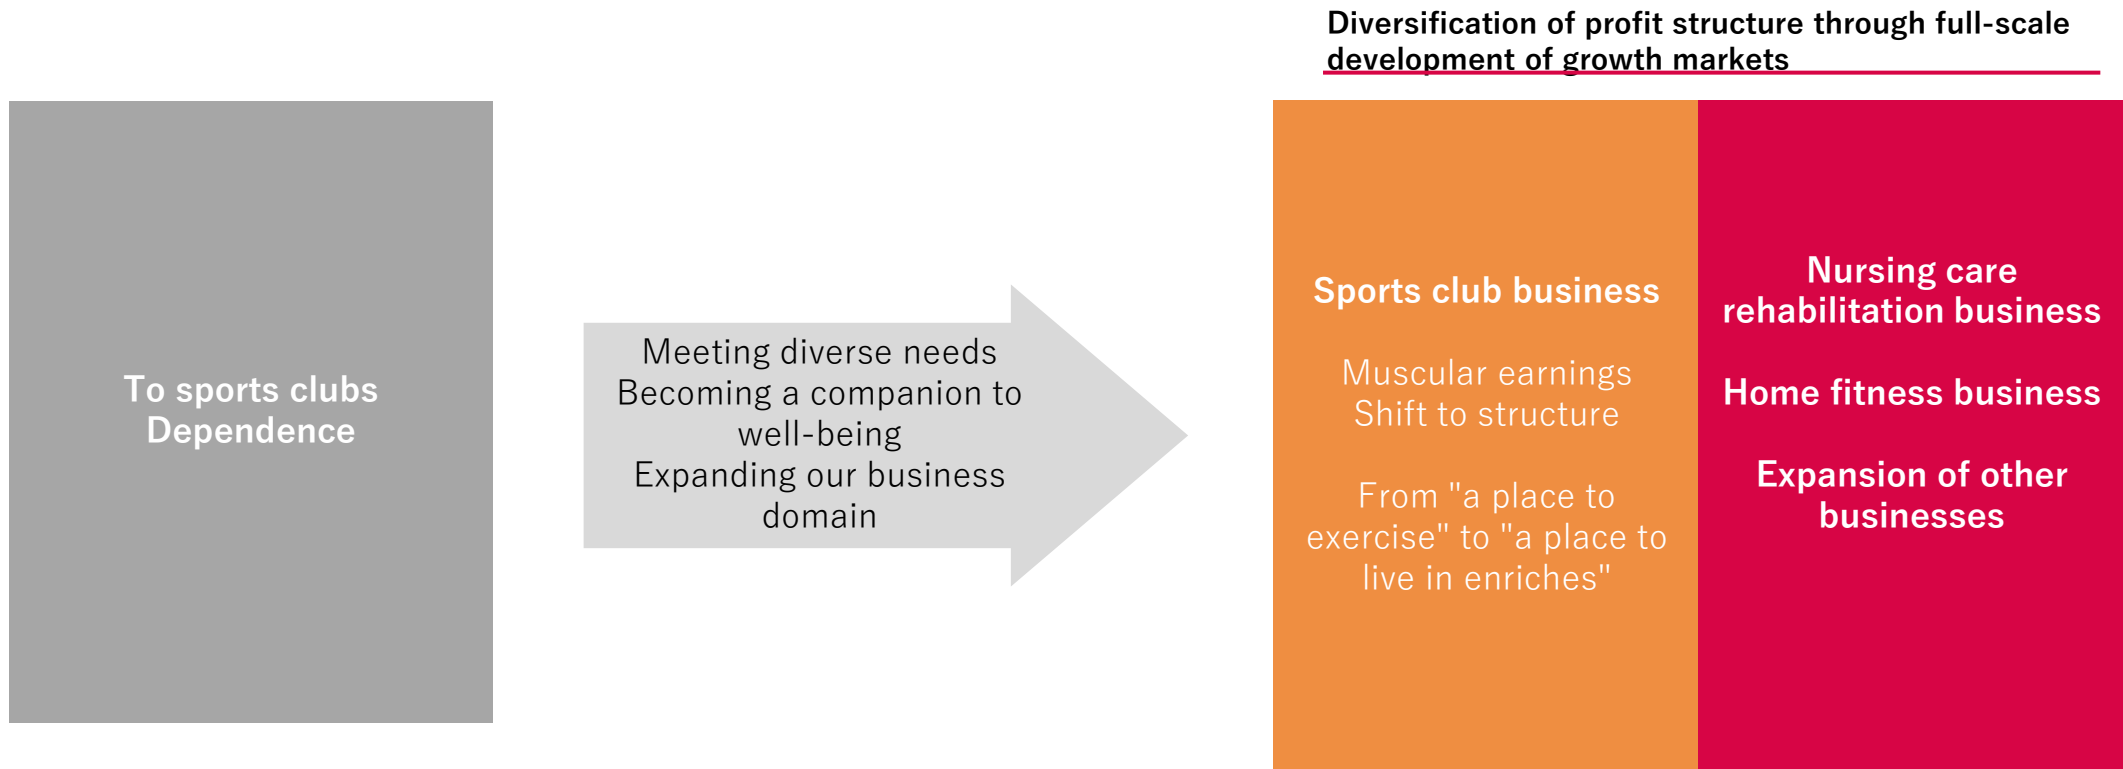 Diversification of profit structure through full-scale
development of growth markets
To sports clubs
Dependence
Meeting diverse needs
Becoming a companion to
well-being
Expanding our business
domain
Sports club business
Muscular earnings
Shift to structure
From "a place to
exercise" to "a place to
live in enriches"
Nursing care
rehabilitation business
Home fitness business
Expansion of other
businesses